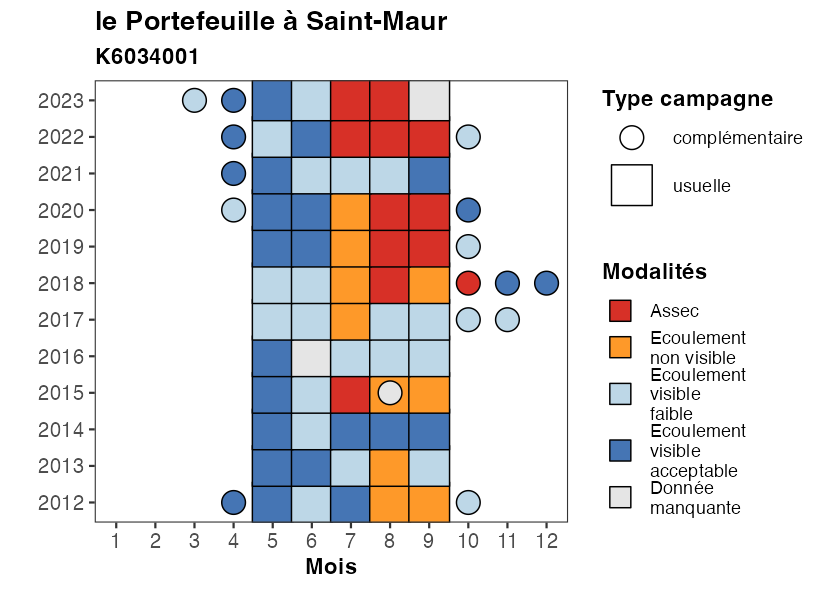 le Portefeuille à Saint-Maur
K6034001
2023
2022
2021
2020
2019
2018
2017
2016
2015
2014
2013
2012
1 2 3 4 5 6 7 8 9 10 11 12
Mois
Type campagne
complémentaire
usuelle
Modalités
Assec
Ecoulement
non visible
Ecoulement
visible
faible
Ecoulement
visible
acceptable
Donnée
manquante